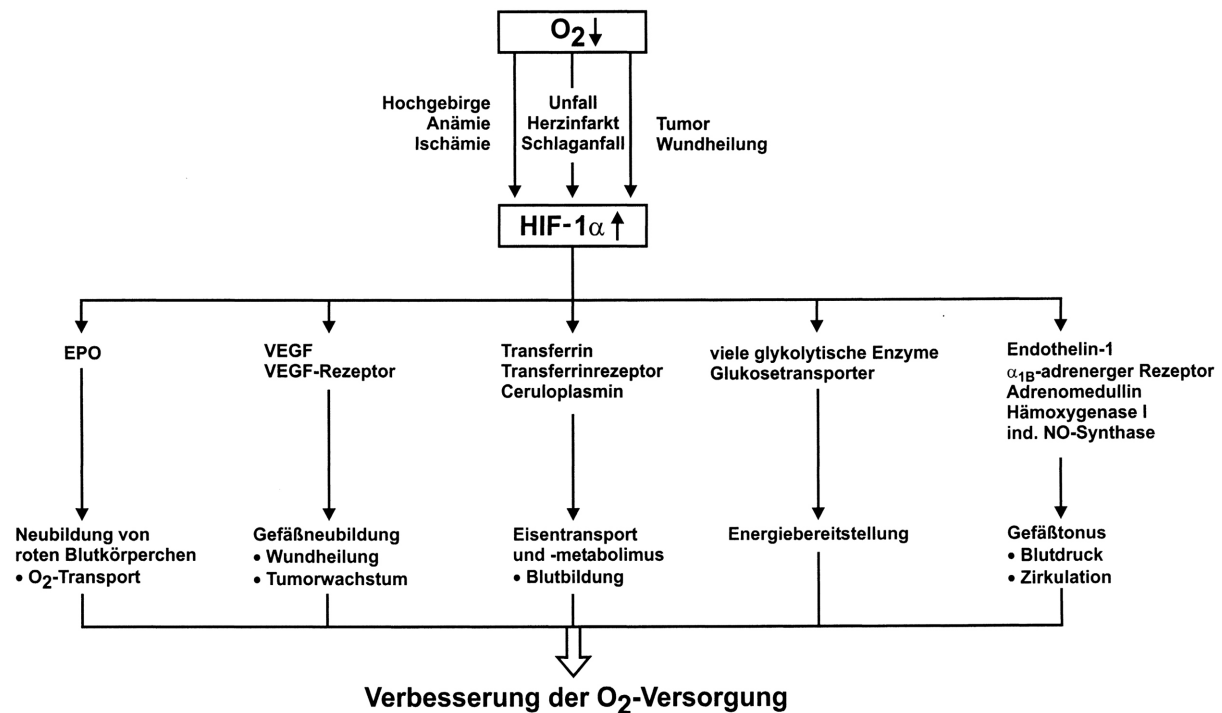 O2↓
Hochgebirge
Anämie
Ischämie
Unfall
Herzinfarkt
Schlaganfall
Tumor
Wundheilung
HIF-1α↑
EPO
VEGF
VEGF-Rezeptor
Transferrin
Transferrinrezeptor
Ceruloplasmin
viele glykolytische Enzyme
Glukosetransporter
Endothelin-1
α1B-adrenerger Rezeptor
Adrenomedullin
Hämoxygenase I
ind. NO-Synthase
Neubildung von
roten Blutkörperchen
• O2-Transport
Gefäßneubildung
• Wundheilung
• Tumorwachstum
Eisentransport
und -metabolimus
• Blutbildung
Energiebereitstellung
Gefäßtonus
• Blutdruck
• Zirkulation
Verbesserung der O2-Versorgung